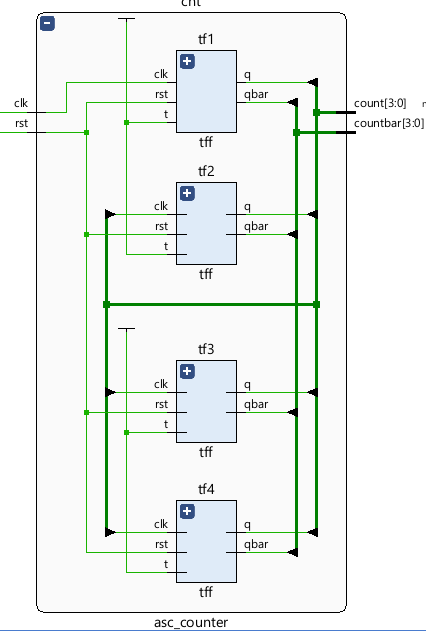 cnt
tf1
clk
rst
t
q
qbar
tff
clk
rst
count[3:0]
countbar[3:0]
tf2
clk
rst
t
q
qbar
tff
tf3
clk
rst
t
q
qbar
tff
tf4
clk
rst
t
q
qbar
tff
asc_counter